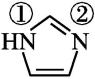 ① ②
HN N